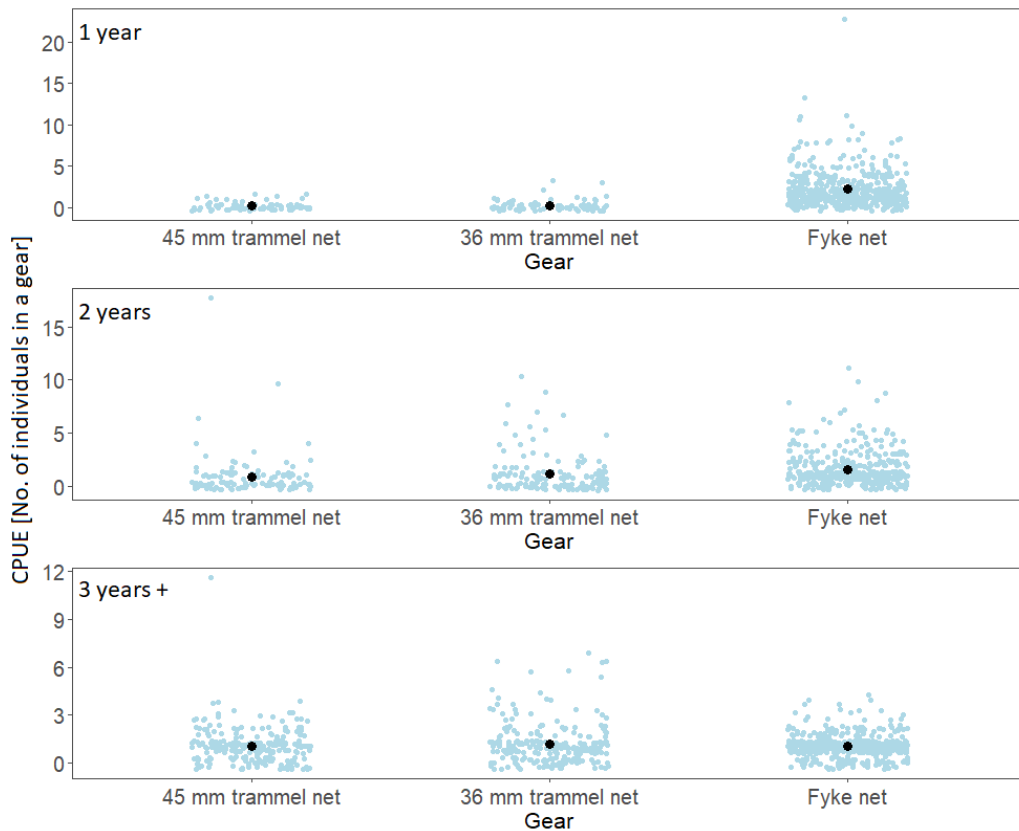 CPUE [No. of individuals in a gear]
1 year
20
15
10
5
0
45 mm trammel net 36 mm trammel net Fyke net
Gear
2 years
15
10
5
0
45 mm trammel net 36 mm trammel net Fyke net
Gear
3 years +
12
9
6
3
0
45 mm trammel net 36 mm trammel net Fyke net
Gear